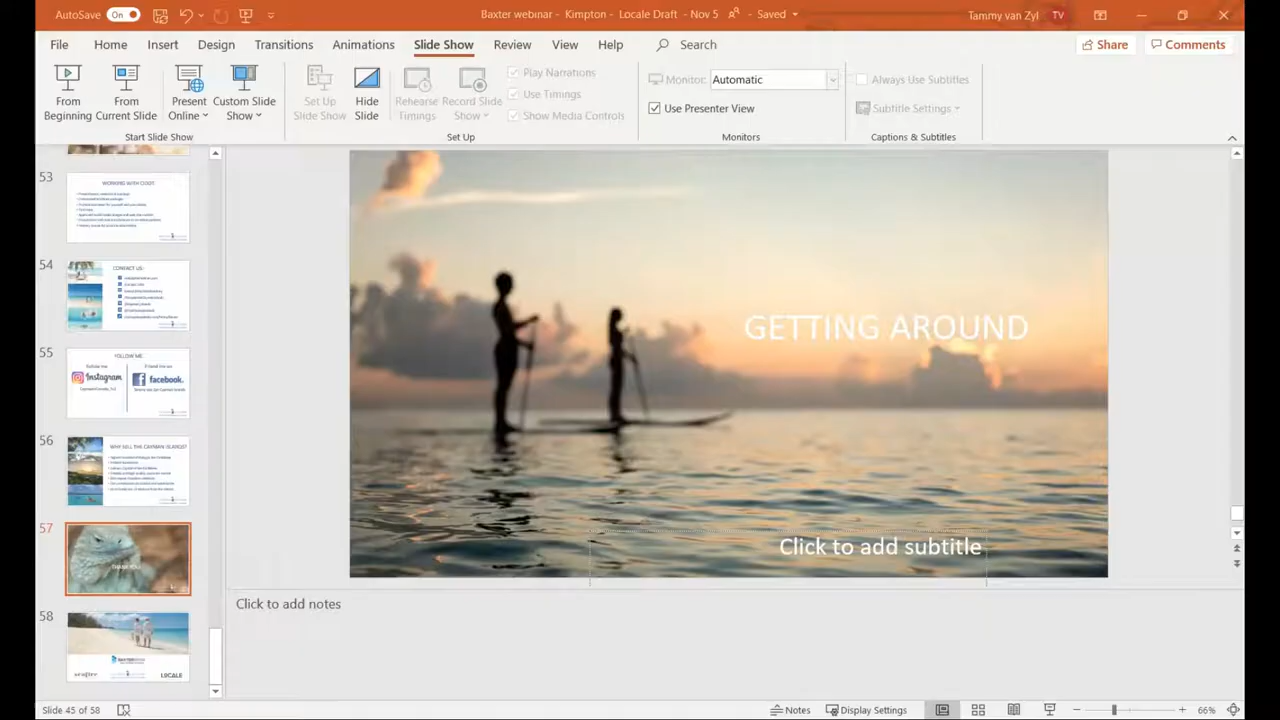 AutoSave On Baxter webinar - Kimpton - Locale Draft - Nov 5 - Saved Tammy van Zyl TV
File Home Insert Design Transitions Animations Slide Show Review View Help Search Share Comments
From Beginning
From Current Slide
Present Online
Custom Slide Show
Set Up Slide Show
Hide Slide
Rehearse Timings
Record Slide Show
Play Narrations
Use Timings
Show Media Controls
Monitor: Automatic
Use Presenter View
Always Use Subtitles
Subtitle Settings
Start Slide Show Set Up Monitors Captions & Subtitles
53
54
CONTACT US:
55
FOLLOW ME:
Instagram
facebook.
56
WHY SELL THE CAYMAN ISLANDS?
57
THANK YOU
58
LOCALE
GETTING AROUND
Click to add subtitle
Click to add notes
Slide 45 of 58 Notes Display Settings 66%